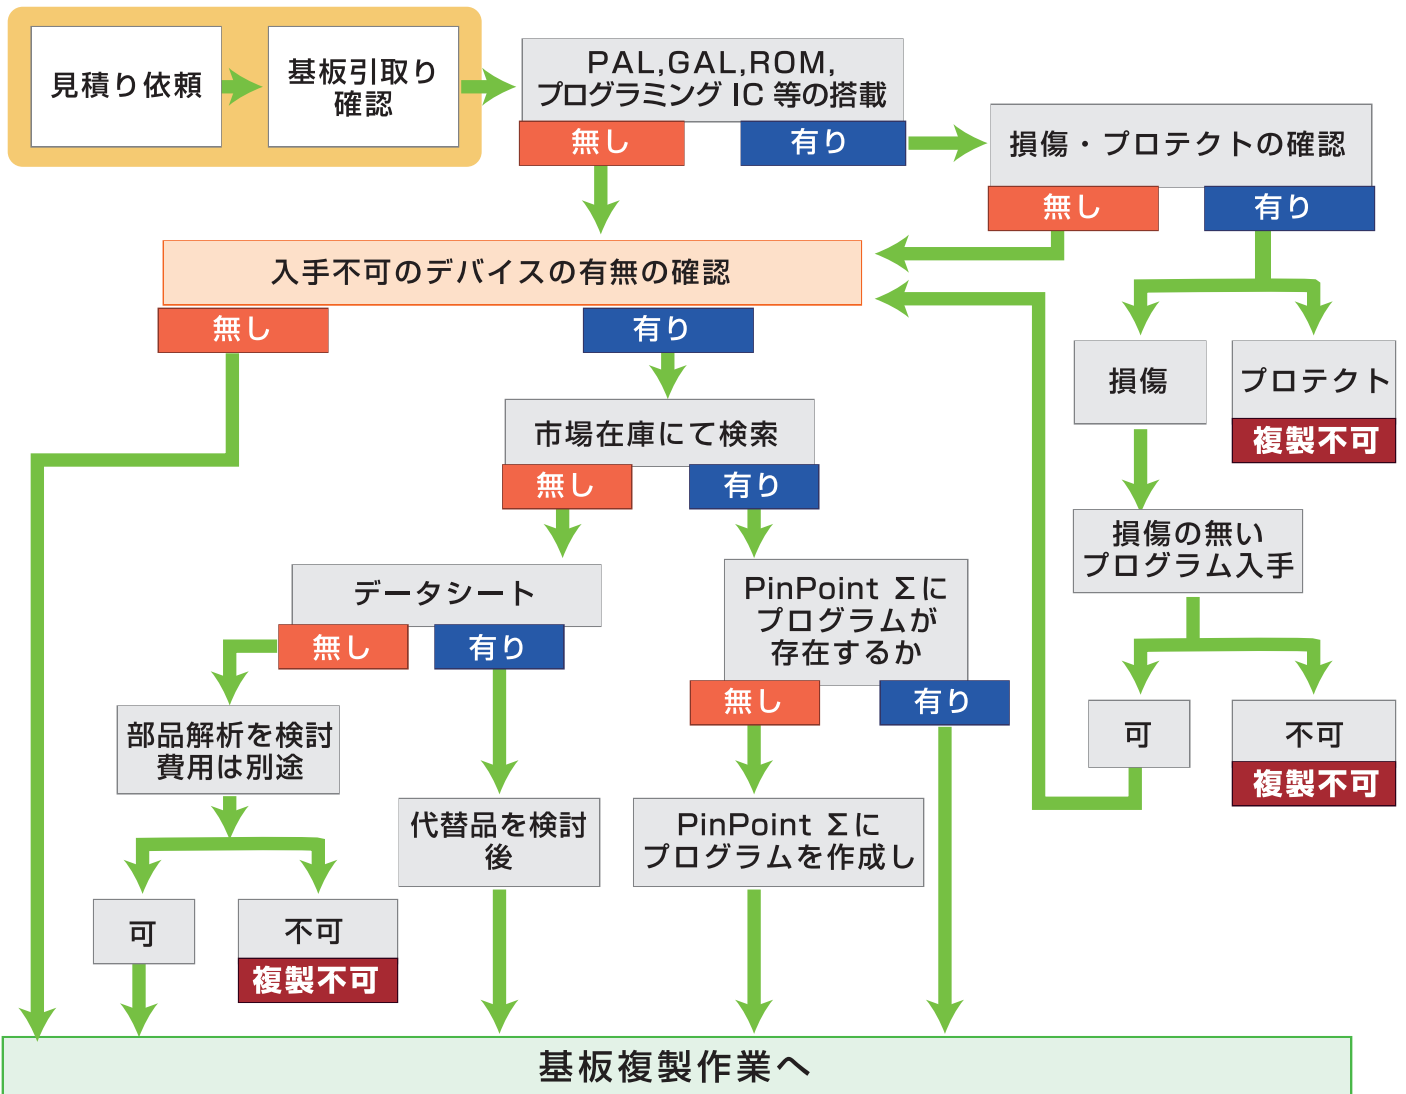 見積り依頼
基板引取り
確認
PAL,GAL,ROM,
プログラミング IC 等の搭載
無し
有り
損傷・プロテクトの確認
無し
有り
入手不可のデバイスの有無の確認
無し
有り
損傷
プロテクト
複製不可
市場在庫にて検索
無し
有り
損傷の無い
プログラム入手
データシート
無し
有り
PinPoint Σに
プログラムが
存在するか
無し
有り
可
不可
複製不可
部品解析を検討
費用は別途
代替品を検討
後
PinPoint Σに
プログラムを作成し
可
不可
複製不可
基板複製作業へ